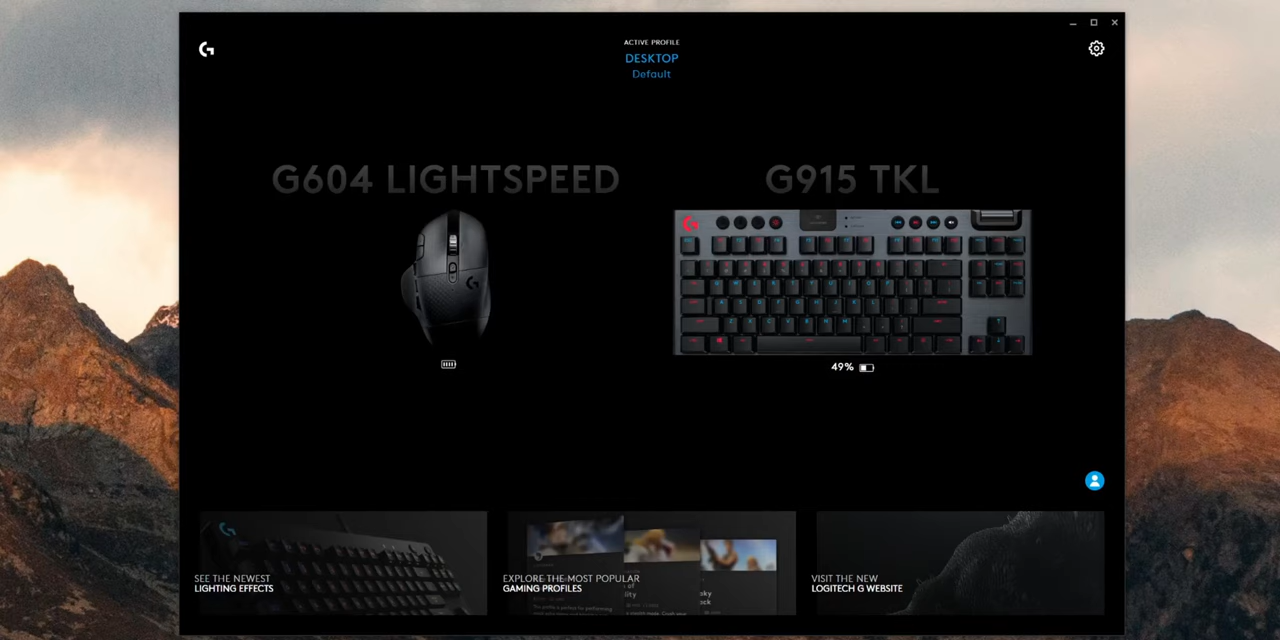 ACTIVE PROFILE
DESKTOP
Default
G604 LIGHTSPEED
G915 TKL
49%
SEE THE NEWEST
LIGHTING EFFECTS
EXPLORE THE MOST POPULAR
GAMING PROFILES
VISIT THE NEW
LOGITECH G WEBSITE